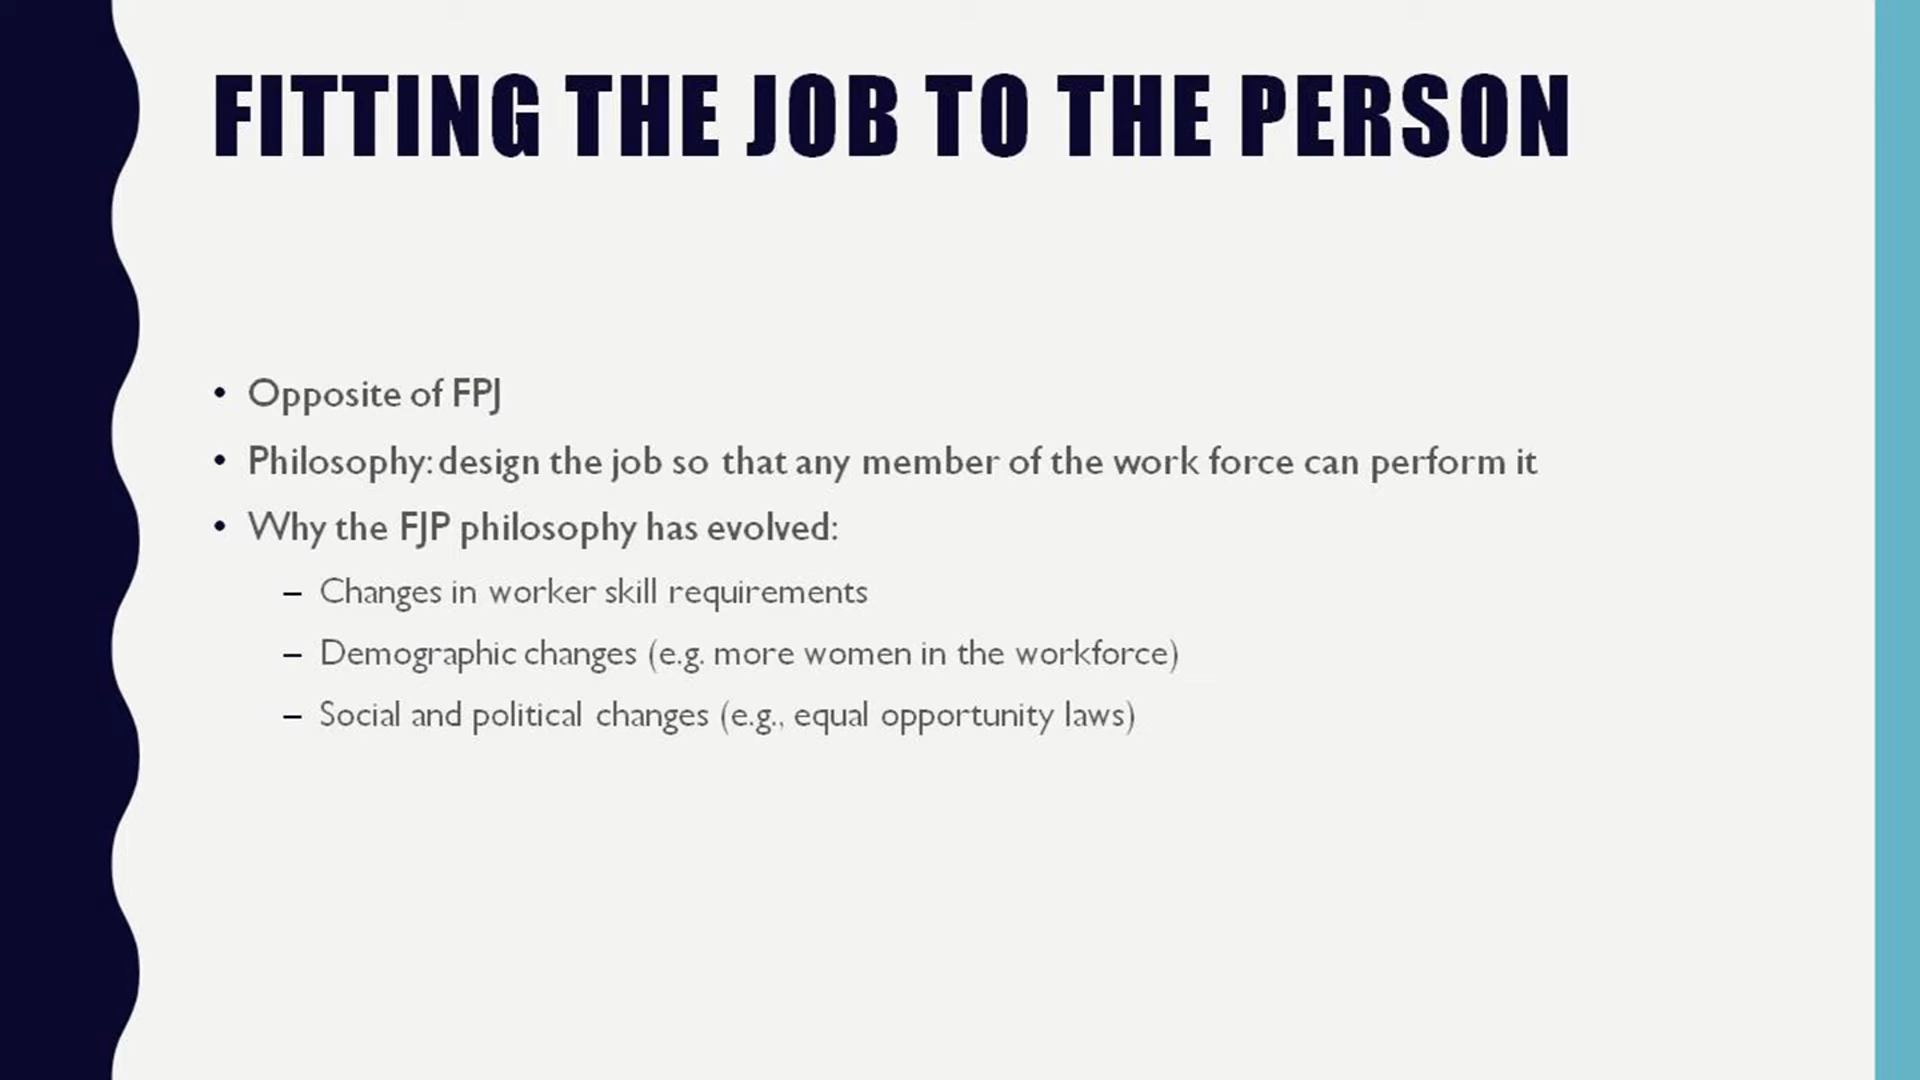 FITTING THE JOB TO THE PERSON
• Opposite of FPJ
• Philosophy: design the job so that any member of the work force can perform it
• Why the FJP philosophy has evolved:
– Changes in worker skill requirements
– Demographic changes (e.g. more women in the workforce)
– Social and political changes (e.g., equal opportunity laws)